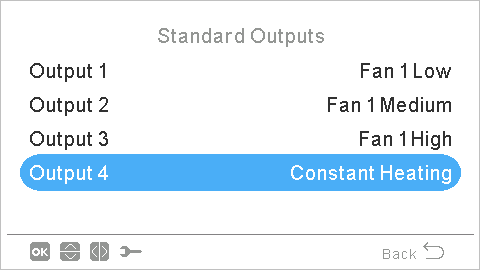 Standard Outputs
Output 1 Fan 1 Low
Output 2 Fan 1 Medium
Output 3 Fan 1 High
Output 4 Constant Heating
OK Back